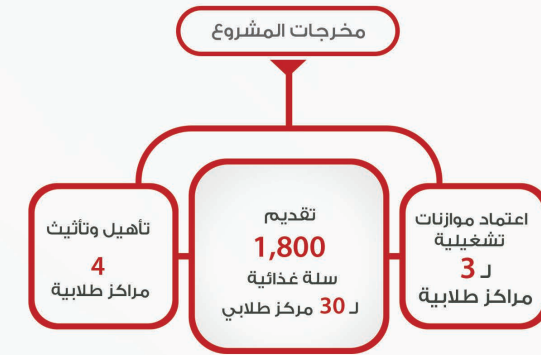 مخرجات المشروع
اعتماد موازنات
تشغيلية
لـ 3
مراكز طلابية
تقديم
1,800
سلة غذائية
لـ 30 مركز طلابي
تأهيل وتأثيث
4
مراكز طلابية